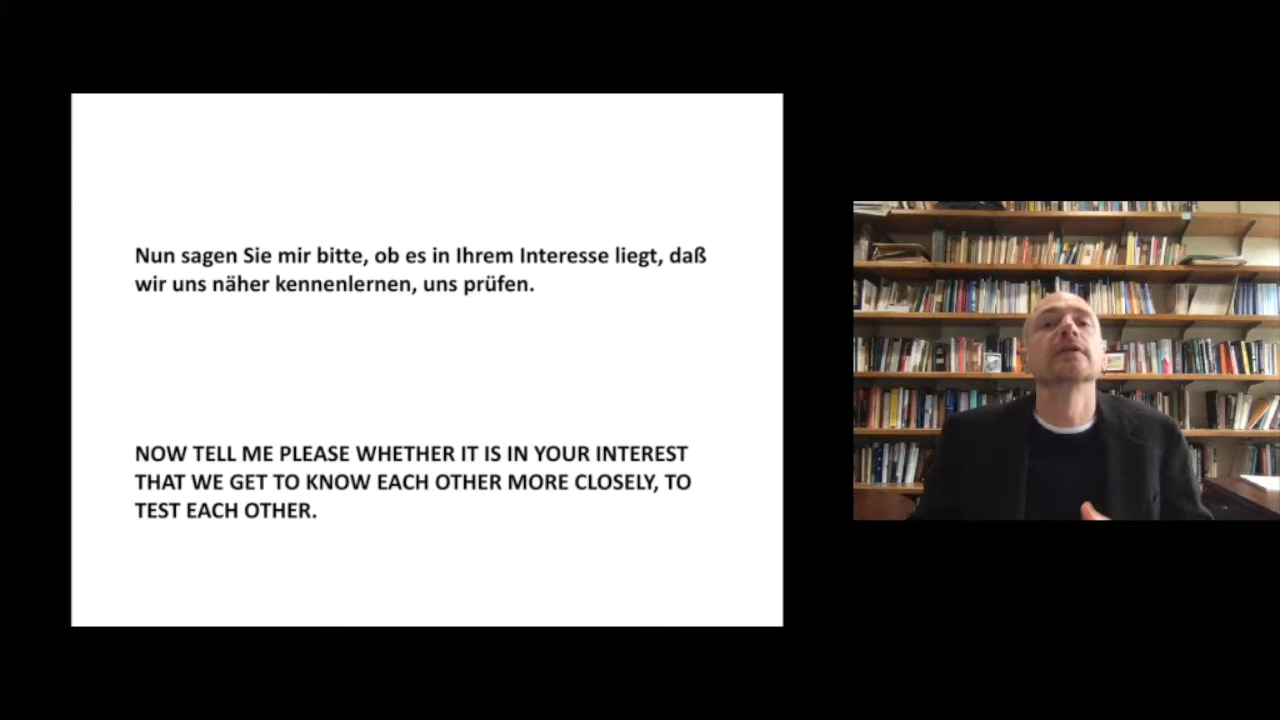 Nun sagen Sie mir bitte, ob es in Ihrem Interesse liegt, daß
wir uns näher kennenlernen, uns prüfen.
NOW TELL ME PLEASE WHETHER IT IS IN YOUR INTEREST
THAT WE GET TO KNOW EACH OTHER MORE CLOSELY, TO
TEST EACH OTHER.